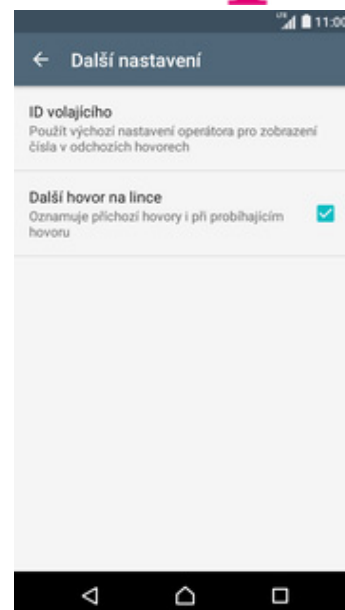 LTE 11:00
Další nastavení
ID volajícího
Použít výchozí nastavení operátora pro zobrazení
čísla v odchozích hovorech
Další hovor na lince
Oznamuje příchozí hovory i při probíhajícím
hovoru